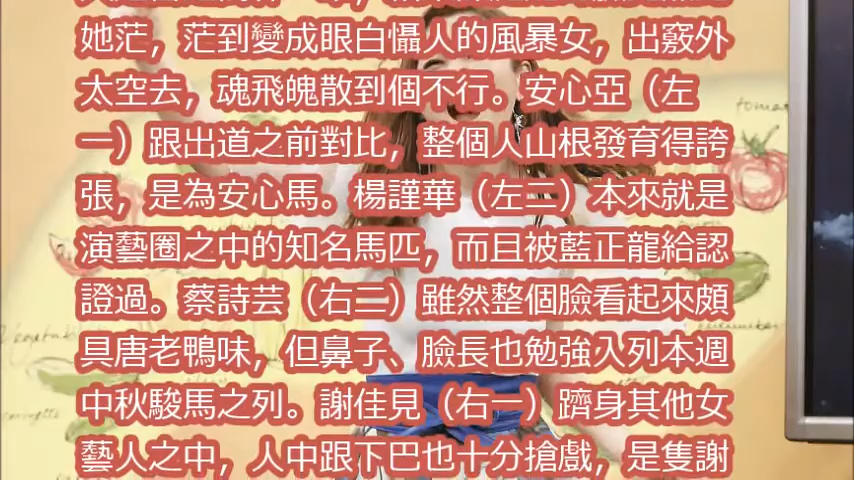 她茫，茫到變成眼白懾人的風暴女，出竅外
太空去，魂飛魄散到個不行。安心亞（左
一）跟出道之前對比，整個人山根發育得誇
張，是為安心馬。楊謹華（左二）本來就是
演藝圈之中的知名馬匹，而且被藍正龍給認
證過。蔡詩芸（右二）雖然整個臉看起來頗
具唐老鴨味，但鼻子、臉長也勉強入列本週
中秋駿馬之列。謝佳見（右一）躋身其他女
藝人之中，人中跟下巴也十分搶戲，是隻謝